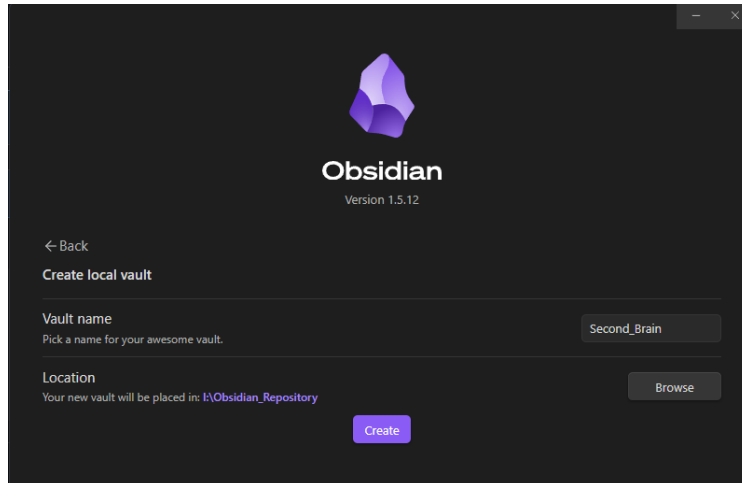 Obsidian
Version 1.5.12
Back
Create local vault
Vault name
Pick a name for your awesome vault.
Second_Brain
Location
Your new vault will be placed in: I:\Obsidian_Repository
Browse
Create